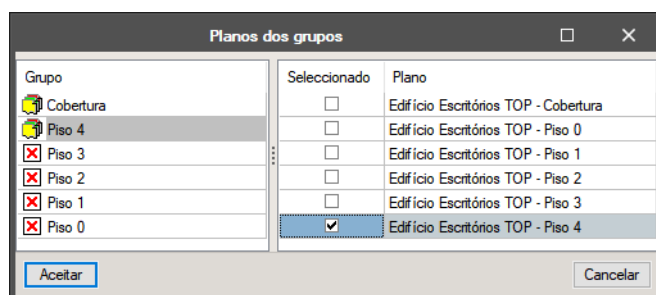 Planos dos grupos
Grupo
Seleccionado Plano
Cobertura
Edifício Escritórios TOP - Cobertura
Piso 4
Edifício Escritórios TOP - Piso 0
Piso 3
Edifício Escritórios TOP - Piso 1
Piso 2
Edifício Escritórios TOP - Piso 2
Piso 1
Edifício Escritórios TOP - Piso 3
Piso 0
Edifício Escritórios TOP - Piso 4
Aceitar
Cancelar